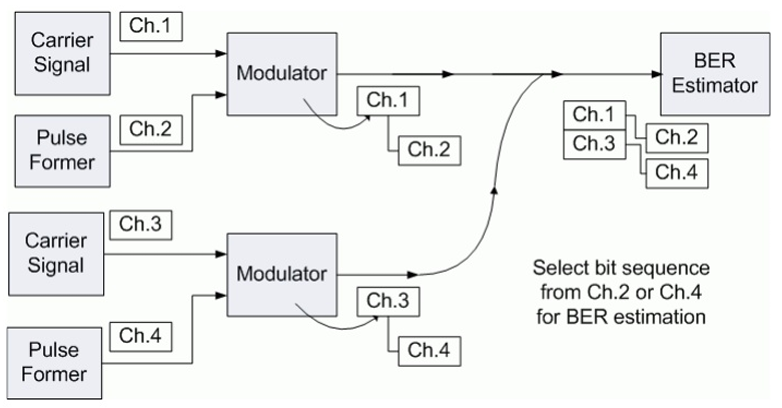 Carrier
Signal
Ch.1
Modulator
BER
Estimator
Pulse
Former
Ch.2
Ch.1
Ch.2
Ch.1
Ch.2
Ch.3
Ch.4
Carrier
Signal
Ch.3
Modulator
Pulse
Former
Ch.4
Ch.3
Ch.4
Select bit sequence
from Ch.2 or Ch.4
for BER estimation